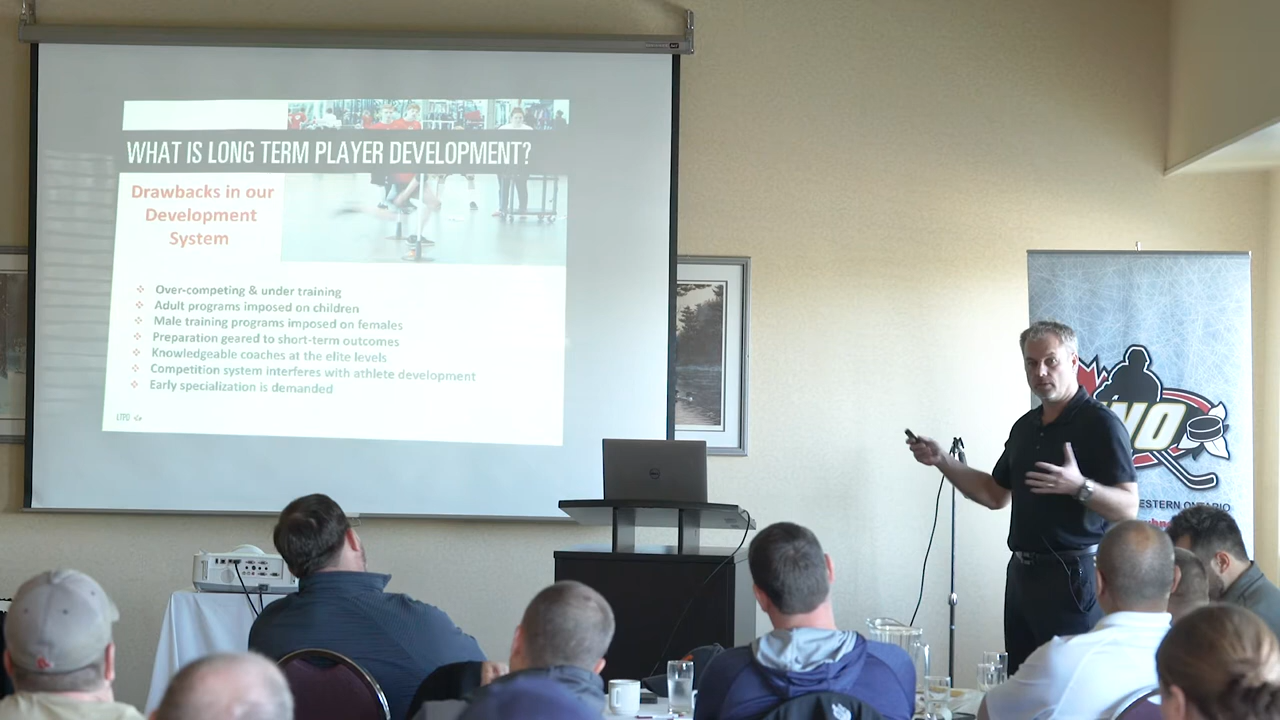 WHAT IS LONG TERM PLAYER DEVELOPMENT?
Drawbacks in our
Development
System
Over-competing & under training
Adult programs imposed on children
Male training programs imposed on females
Preparation geared to short-term outcomes
Knowledgeable coaches at the elite levels
Competition system interferes with athlete development
Early specialization is demanded
LTPD
WO
ESTERN ONTARIO